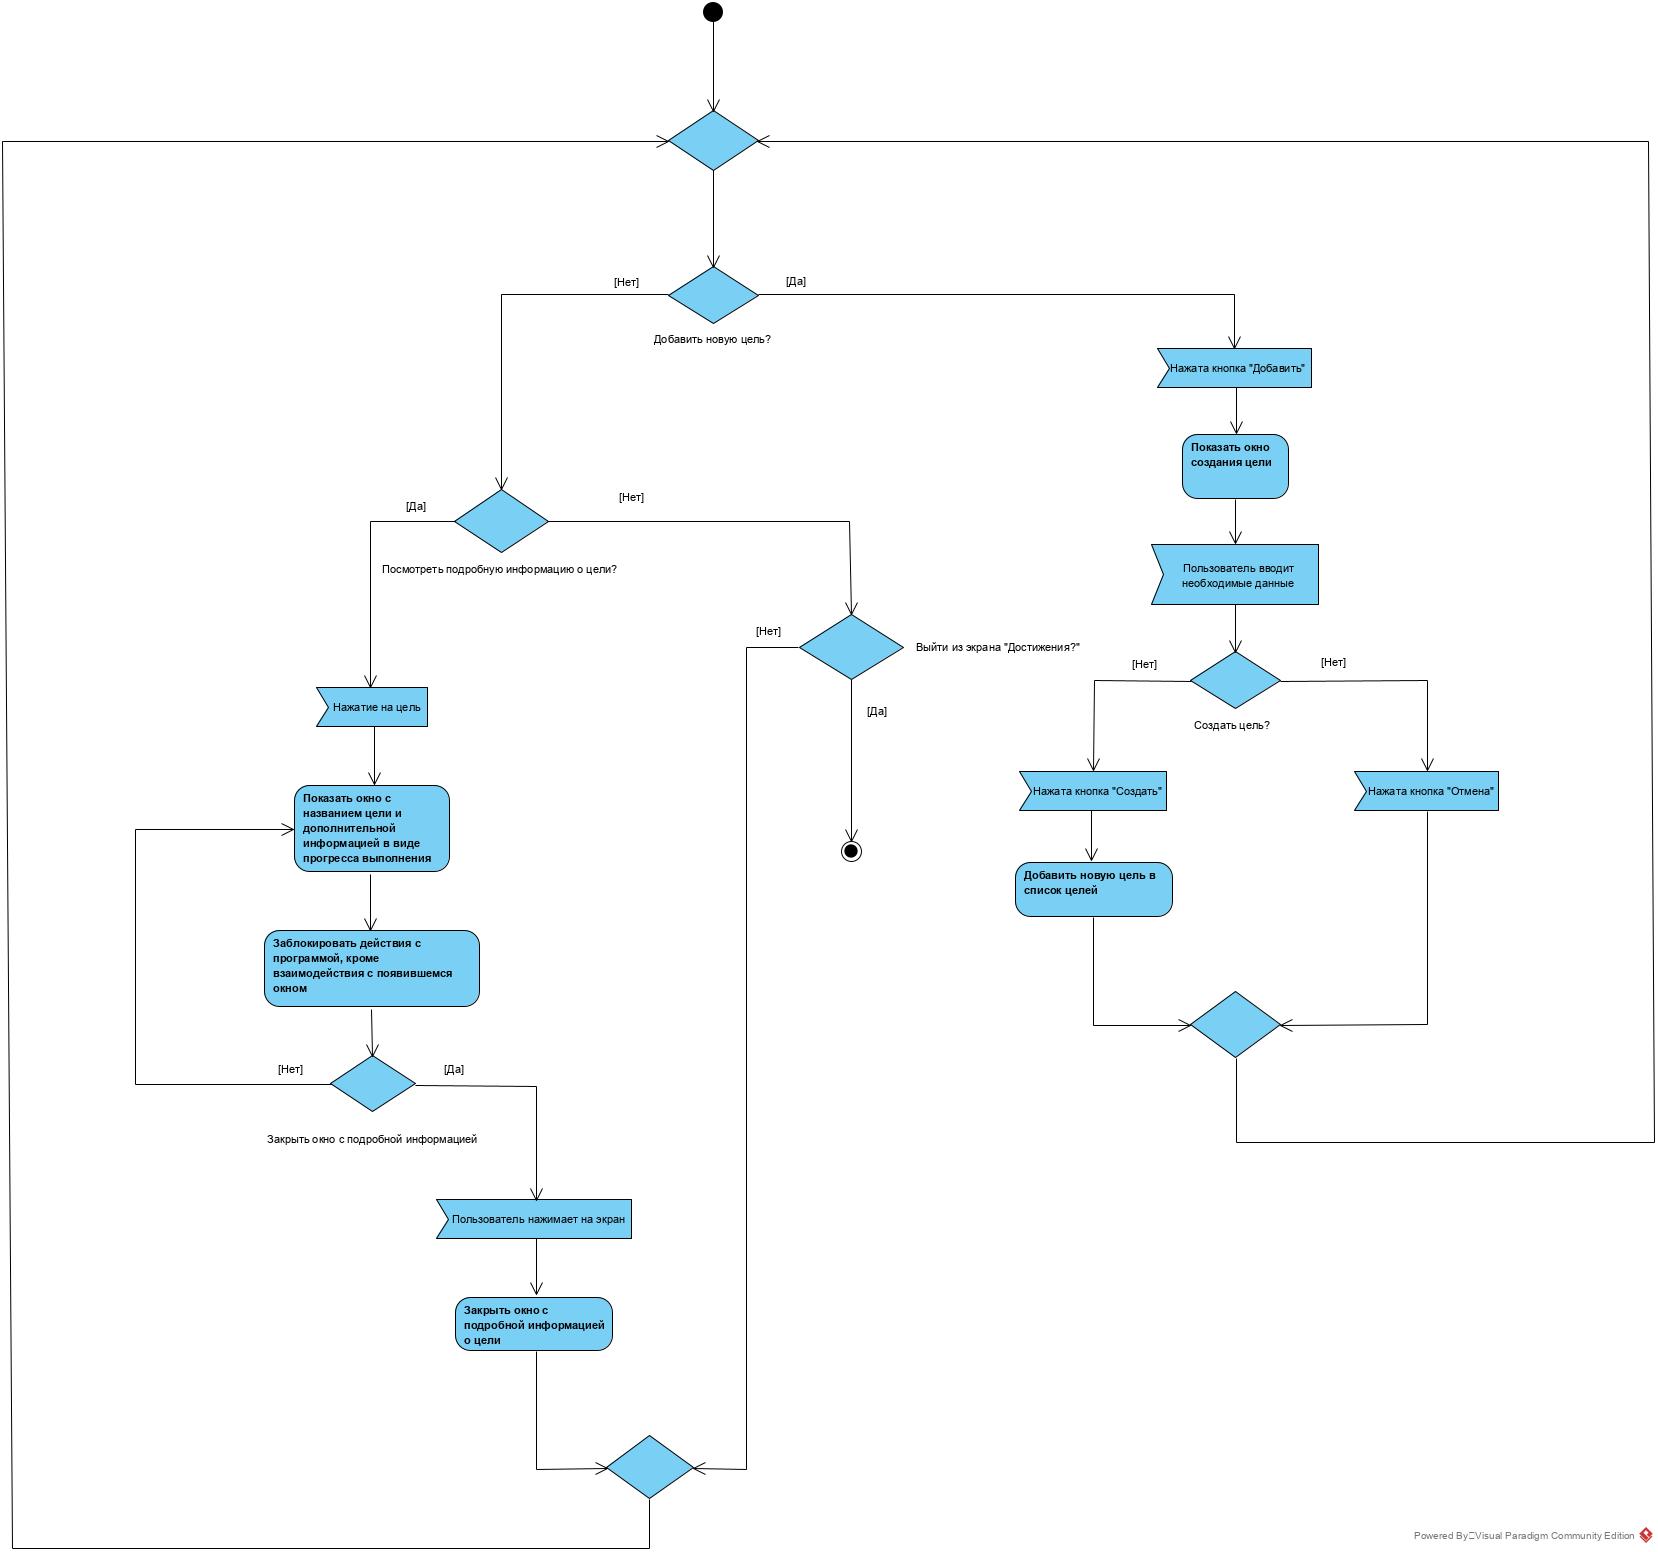 [Нет]
[Да]
Добавить новую цель?
Нажата кнопка "Добавить"
Показать окно
создания цели
[Да]
[Нет]
Посмотреть подробную информацию о цели?
Пользователь вводит
необходимые данные
[Нет]
Выйти из экрана "Достижения?"
[Да]
[Нет]
[Нет]
Создать цель?
Нажатие на цель
Нажата кнопка "Создать"
Нажата кнопка "Отмена"
Показать окно с
названием цели и
дополнительной
информацией в виде
прогресса выполнения
Добавить новую цель в
список целей
Заблокировать действия с
программой, кроме
взаимодействия с появившемся
окном
[Нет]
[Да]
Закрыть окно с подробной информацией
Пользователь нажимает на экран
Закрыть окно с
подробной информацией
о цели
Powered By Visual Paradigm Community Edition